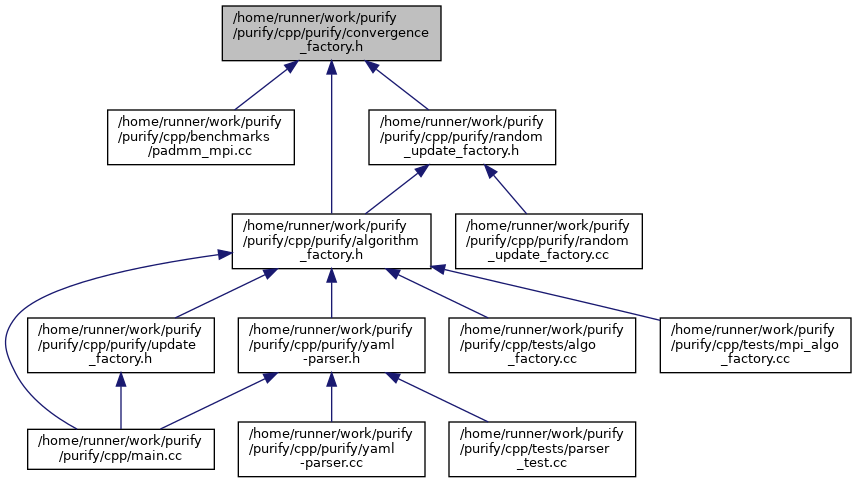 /home/runner/work/purify
/purify/cpp/purify/convergence
_factory.h
/home/runner/work/purify
/purify/cpp/benchmarks
/padmm_mpi.cc
/home/runner/work/purify
/purify/cpp/purify/random
_update_factory.h
/home/runner/work/purify
/purify/cpp/purify/algorithm
_factory.h
/home/runner/work/purify
/purify/cpp/purify/random
_update_factory.cc
/home/runner/work/purify
/purify/cpp/purify/update
_factory.h
/home/runner/work/purify
/purify/cpp/purify/yaml
-parser.h
/home/runner/work/purify
/purify/cpp/tests/algo
_factory.cc
/home/runner/work/purify
/purify/cpp/tests/mpi_algo
_factory.cc
/home/runner/work/purify
/purify/cpp/main.cc
/home/runner/work/purify
/purify/cpp/purify/yaml
-parser.cc
/home/runner/work/purify
/purify/cpp/tests/parser
_test.cc